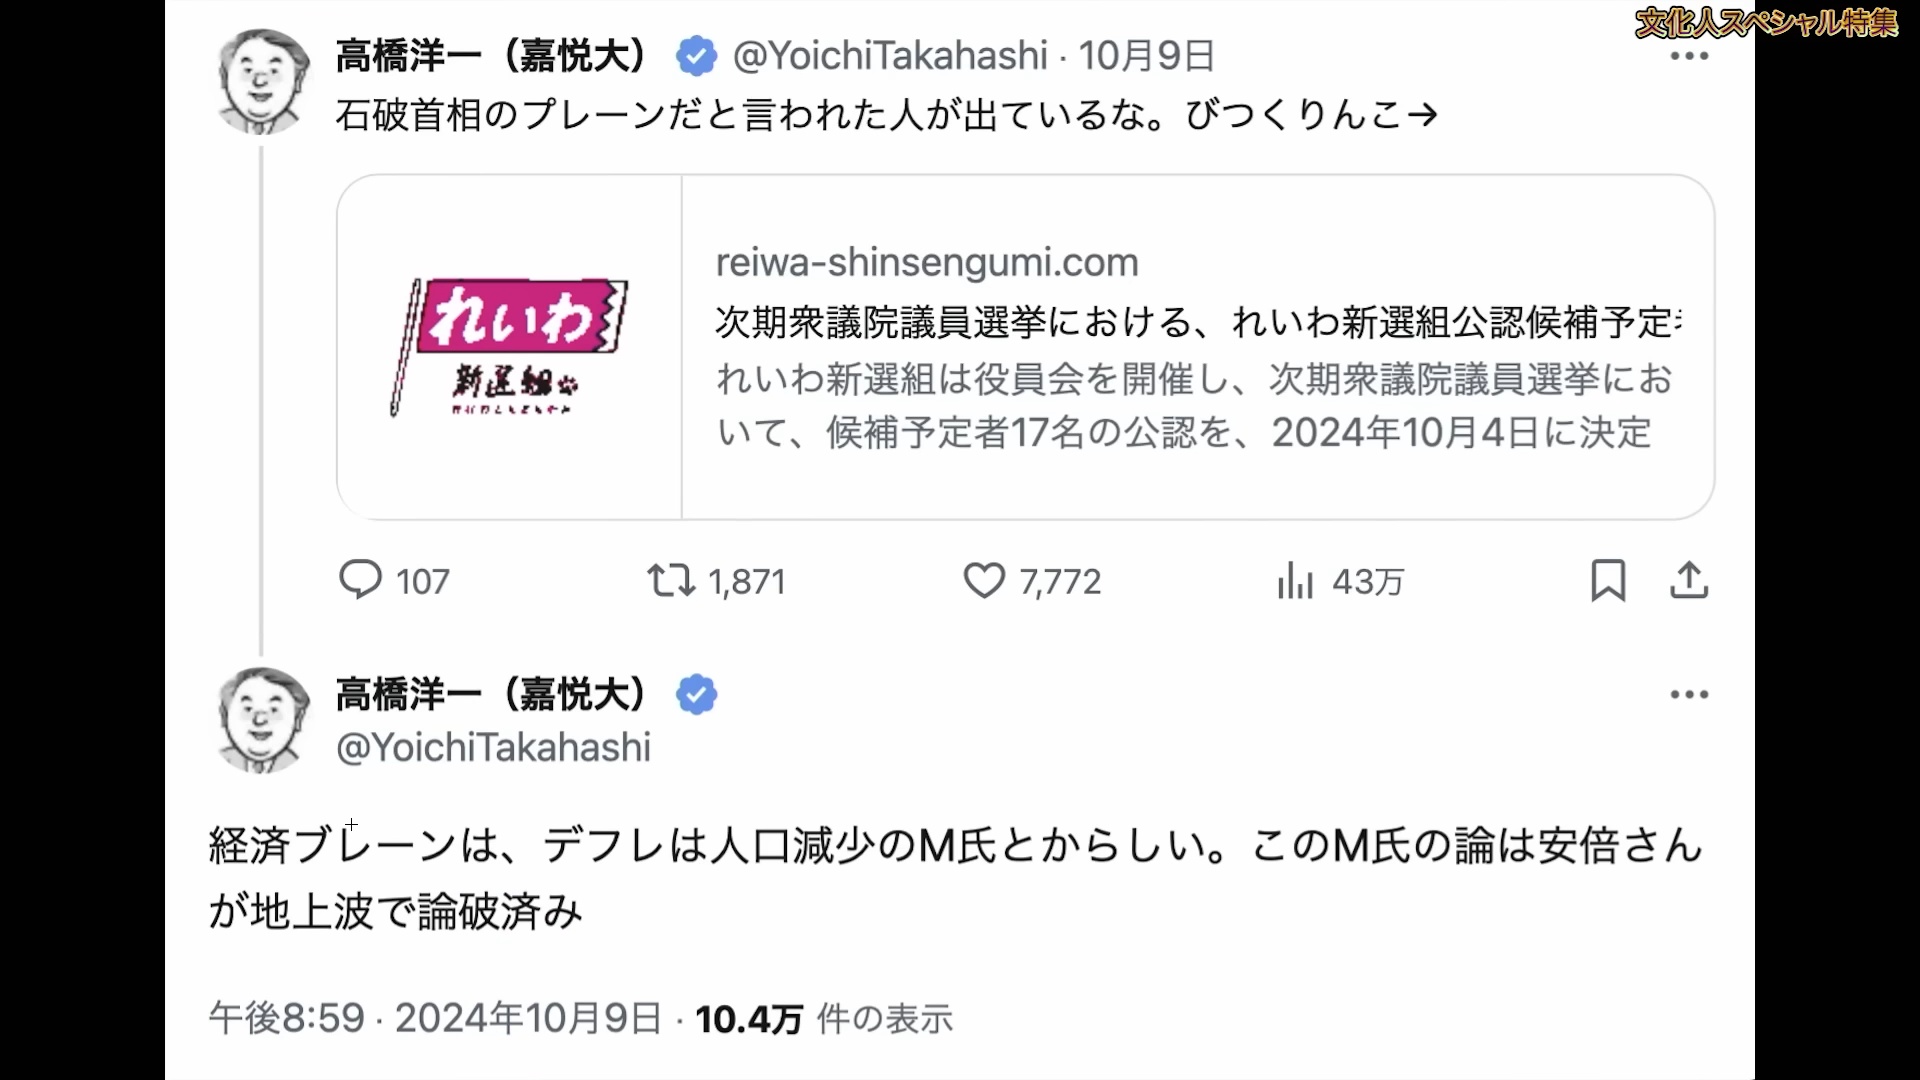 文化人スペシャル特集
高橋洋一（嘉悦大） @YoichiTakahashi · 10月9日
石破首相のプレーンだと言われた人が出ているな。びつくりんこ→
reiwa-shinsengumi.com
次期衆議院議員選挙における、れいわ新選組公認候補予定
れいわ新選組は役員会を開催し、次期衆議院議員選挙にお
いて、候補予定者17名の公認を、2024年10月4日に決定
れいわ
新選組
107 1,871 7,772 43万
高橋洋一（嘉悦大）
@YoichiTakahashi
経済ブレーンは、デフレは人口減少のM氏とからしい。このM氏の論は安倍さん
が地上波で論破済み
午後8:59 · 2024年10月9日 · 10.4万 件の表示